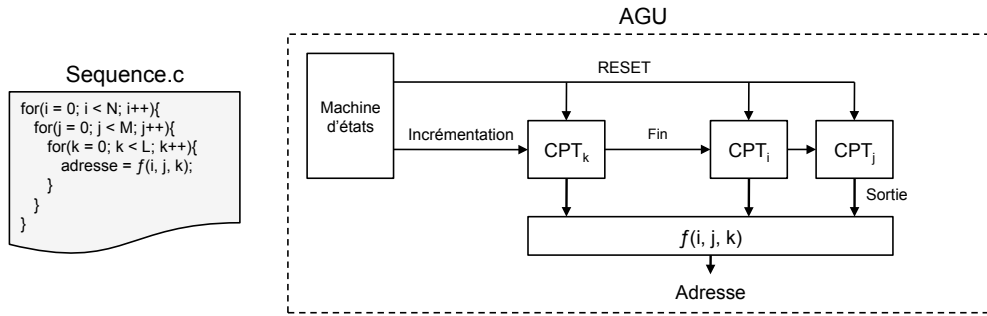 AGU
Sequence.c
for(i = 0; i < N; i++){
for(j = 0; j < M; j++){
for(k = 0; k < L; k++){
adresse = ƒ(i, j, k);
}
}
}
Machine
d'états
RESET
Incrémentation
CPTk
Fin
CPTi
CPTj
Sortie
ƒ(i, j, k)
Adresse